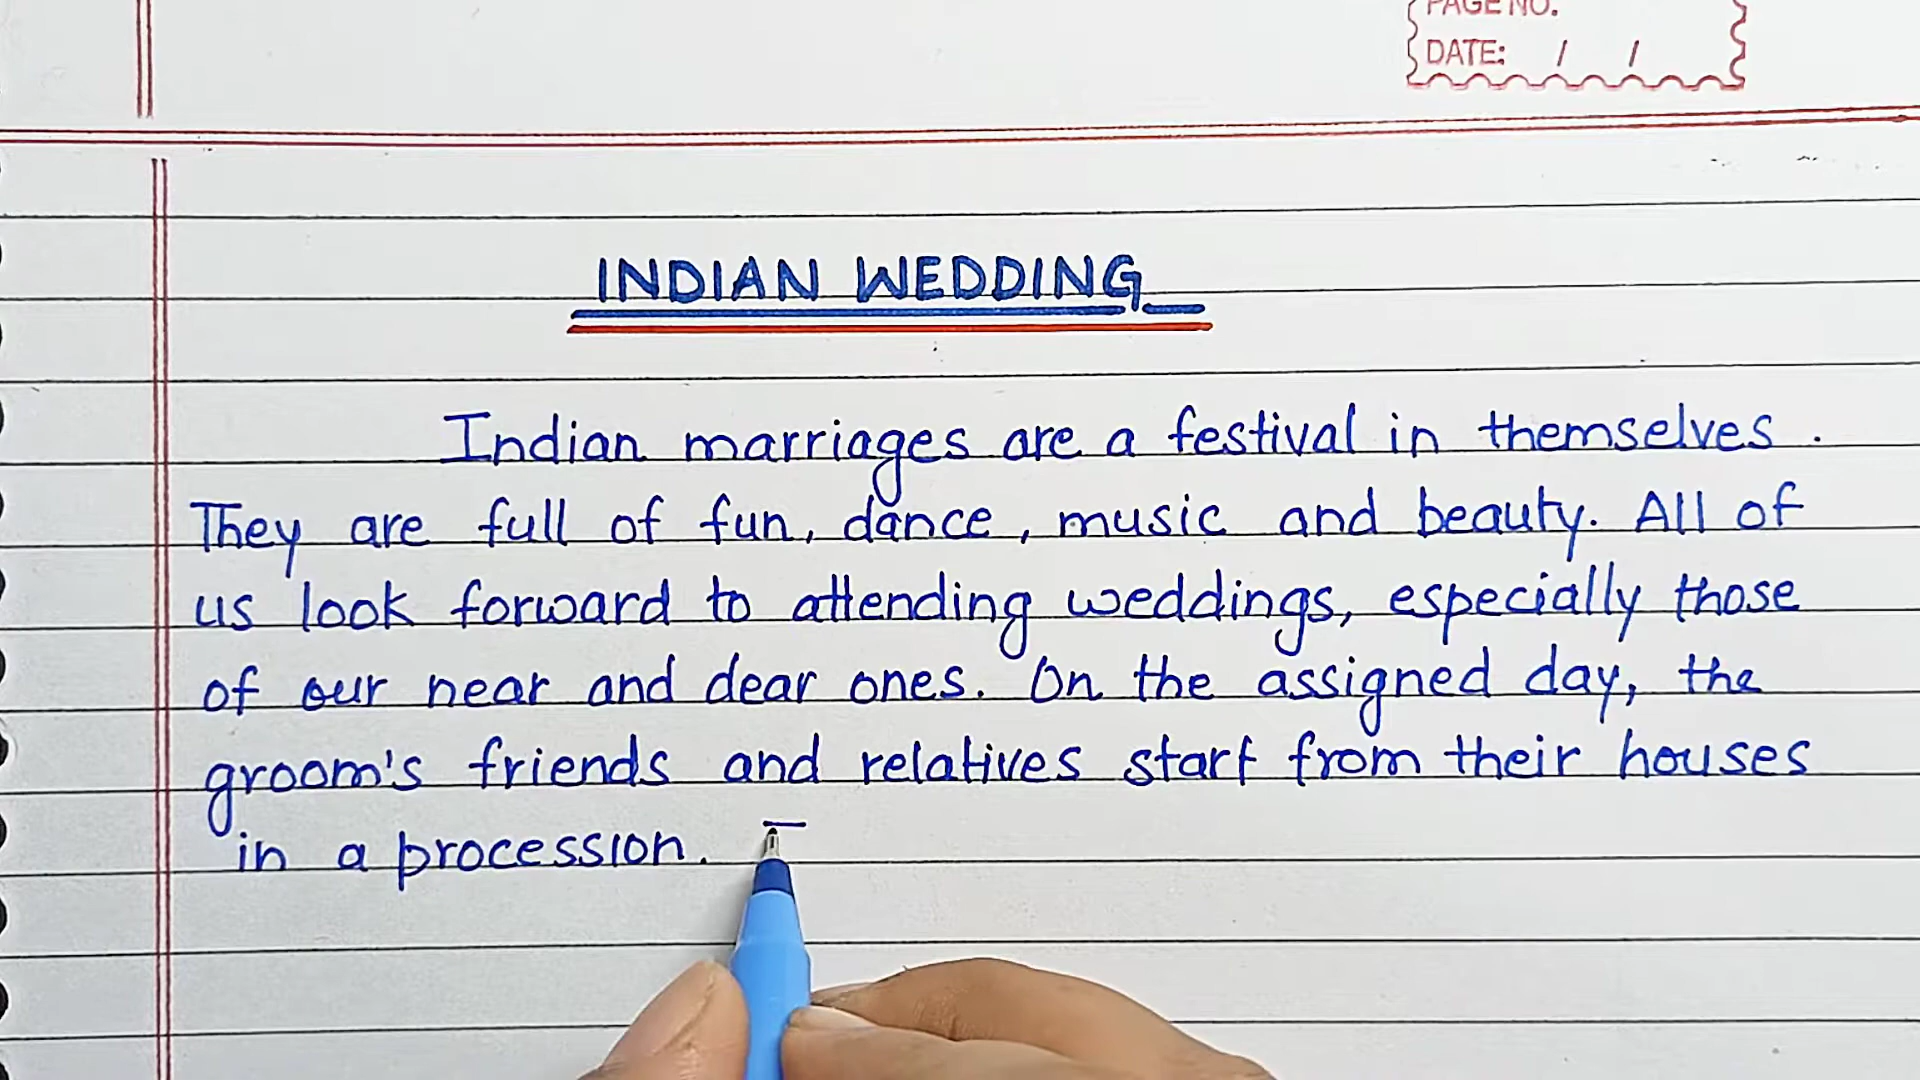 PAGE NO.
DATE: / /
INDIAN WEDDING
Indian marriages are a festival in themselves.
They are full of fun, dance, music and beauty. All of
us look forward to attending weddings, especially those
of our near and dear ones. On the assigned day, the
groom's friends and relatives start from their houses
in a procession.